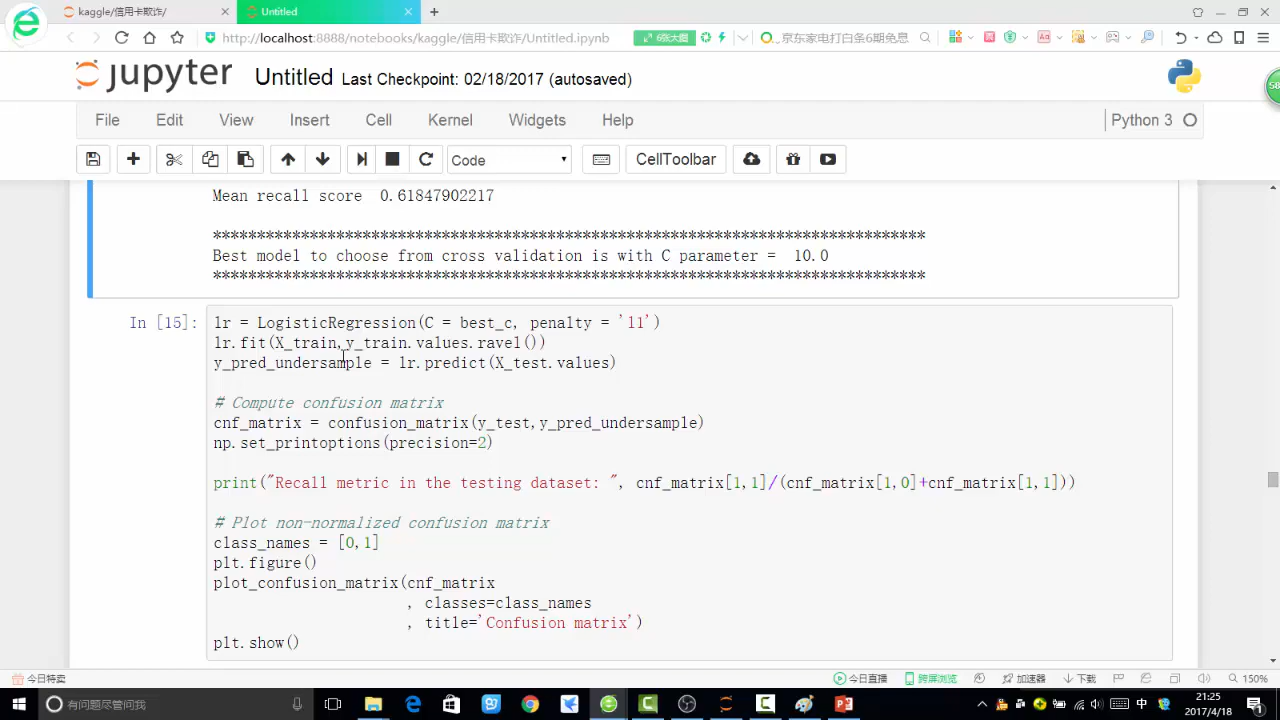 kaggle/信用卡欺诈/
Untitled
http://localhost:8888/notebooks/kaggle/信用卡欺诈/Untitled.ipynb
6张大图
京东家电打白条6期免息
jupyter Untitled Last Checkpoint: 02/18/2017 (autosaved)
58
File Edit View Insert Cell Kernel Widgets Help Python 3
Code CellToolbar
Mean recall score 0.61847902217
*********************************************************************************
Best model to choose from cross validation is with C parameter = 10.0
*********************************************************************************
In [15]: lr = LogisticRegression(C = best_c, penalty = 'l1')
lr.fit(X_train,y_train.values.ravel())
y_pred_undersample = lr.predict(X_test.values)
# Compute confusion matrix
cnf_matrix = confusion_matrix(y_test,y_pred_undersample)
np.set_printoptions(precision=2)
print("Recall metric in the testing dataset: ", cnf_matrix[1,1]/(cnf_matrix[1,0]+cnf_matrix[1,1]))
# Plot non-normalized confusion matrix
class_names = [0,1]
plt.figure()
plot_confusion_matrix(cnf_matrix
, classes=class_names
, title='Confusion matrix')
plt.show()
今日特卖 今日直播 跨屏浏览 加速器 下载 150%
有问题尽管问我 中 21:25
2017/4/18